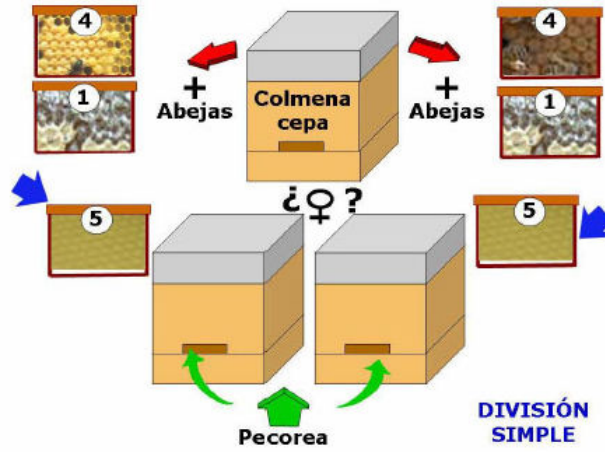 4
4
1
1
+
Abejas
Colmena
cepa
+
Abejas
¿♀?
5
5
Pecorea
DIVISIÓN
SIMPLE